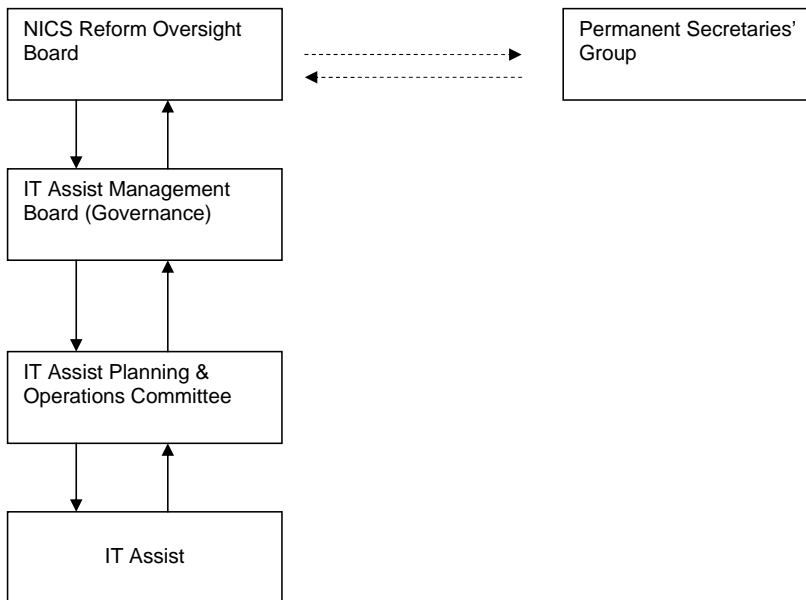 NICS Reform Oversight
Board
Permanent Secretaries’
Group
IT Assist Management
Board (Governance)
IT Assist Planning &
Operations Committee
IT Assist